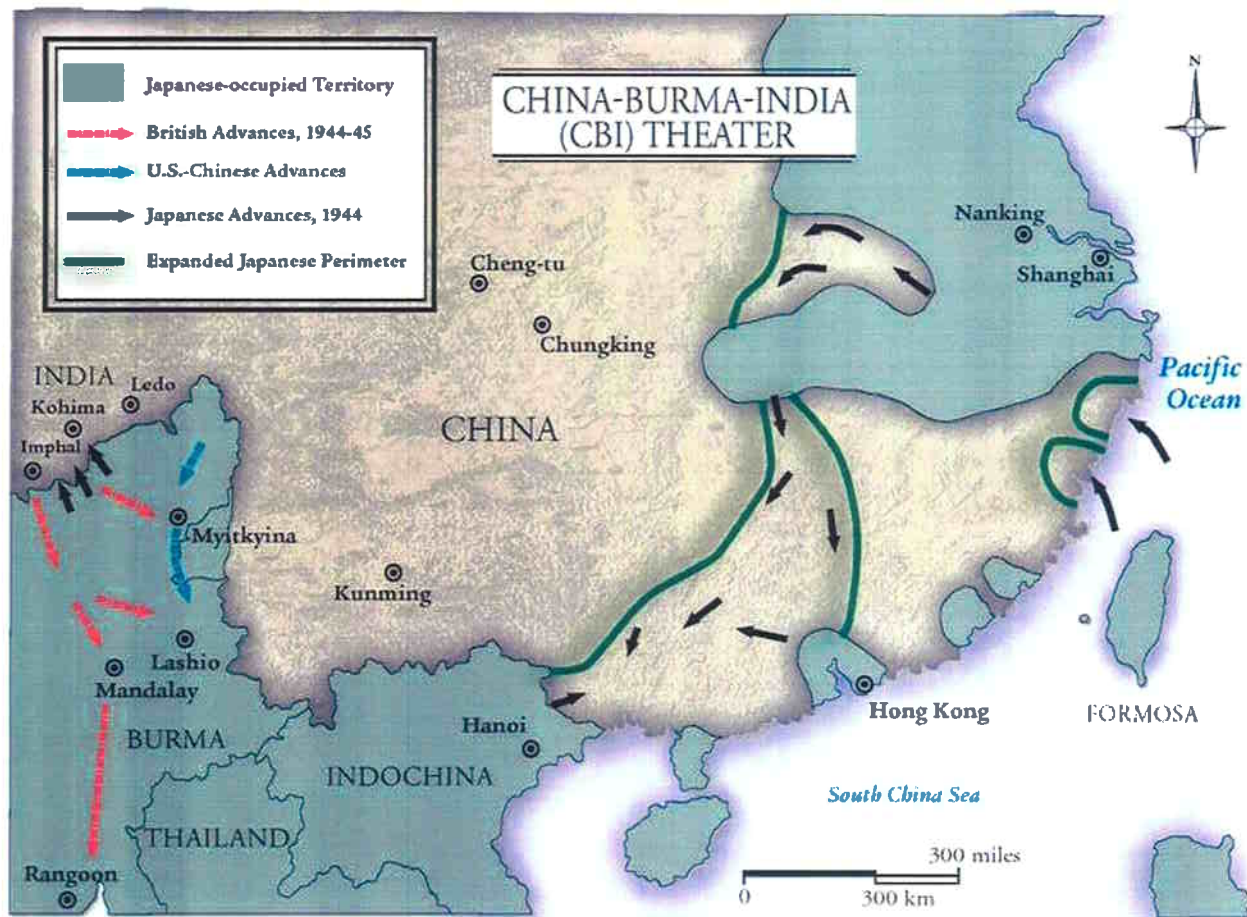 Japanese-occupied Territory
British Advances, 1944-45
U.S.-Chinese Advances
Japanese Advances, 1944
Expanded Japanese Perimeter
CHINA-BURMA-INDIA
(CBI) THEATER
N
Nanking
Shanghai
Cheng-tu
Chungking
INDIA
Ledo
Kohima
Imphal
CHINA
Pacific
Ocean
Myitkyina
Kunming
Lashio
Mandalay
Hong Kong
FORMOSA
BURMA
Hanoi
INDOCHINA
South China Sea
THAILAND
300 miles
0
300 km
Rangoon